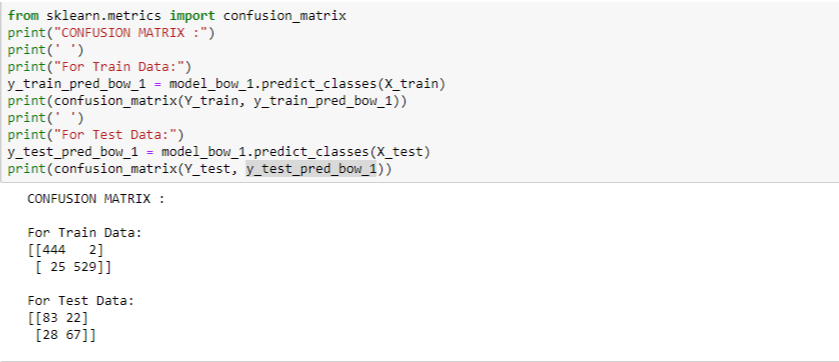 from sklearn.metrics import confusion_matrix
print("CONFUSION MATRIX :")
print(' ')
print("For Train Data:")
y_train_pred_bow_1 = model_bow_1.predict_classes(X_train)
print(confusion_matrix(Y_train, y_train_pred_bow_1))
print(' ')
print("For Test Data:")
y_test_pred_bow_1 = model_bow_1.predict_classes(X_test)
print(confusion_matrix(Y_test, y_test_pred_bow_1))
CONFUSION MATRIX :
For Train Data:
[[444   2]
 [ 25 529]]
For Test Data:
[[83 22]
 [28 67]]